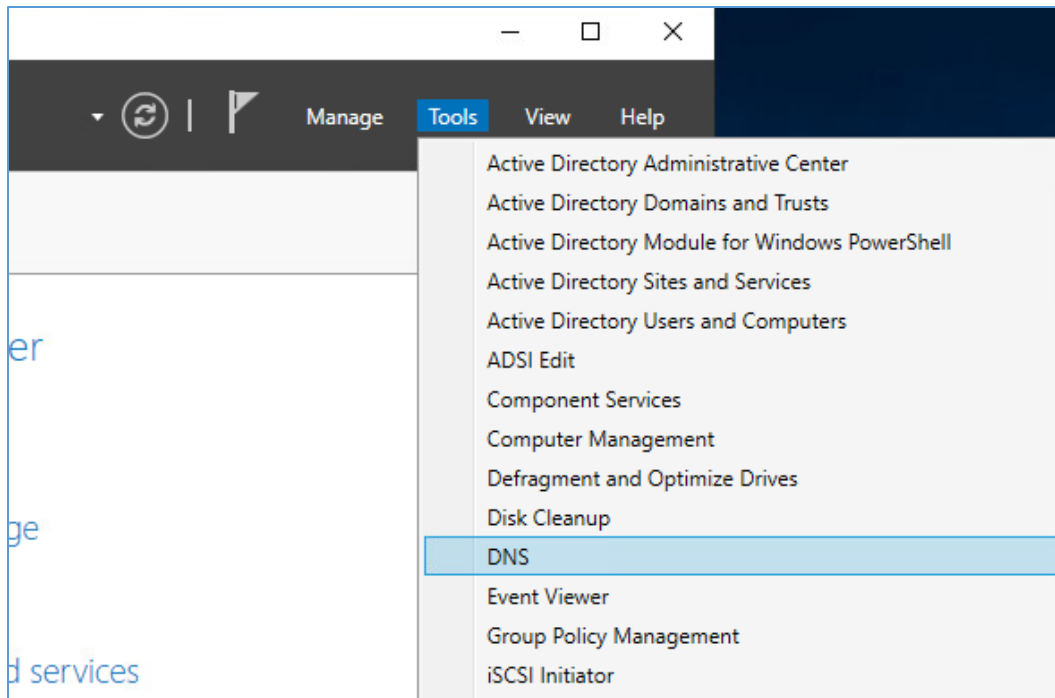 Manage Tools View Help
Active Directory Administrative Center
Active Directory Domains and Trusts
Active Directory Module for Windows PowerShell
Active Directory Sites and Services
Active Directory Users and Computers
er
ADSI Edit
Component Services
Computer Management
Defragment and Optimize Drives
Disk Cleanup
ge
DNS
Event Viewer
Group Policy Management
d services
iSCSI Initiator